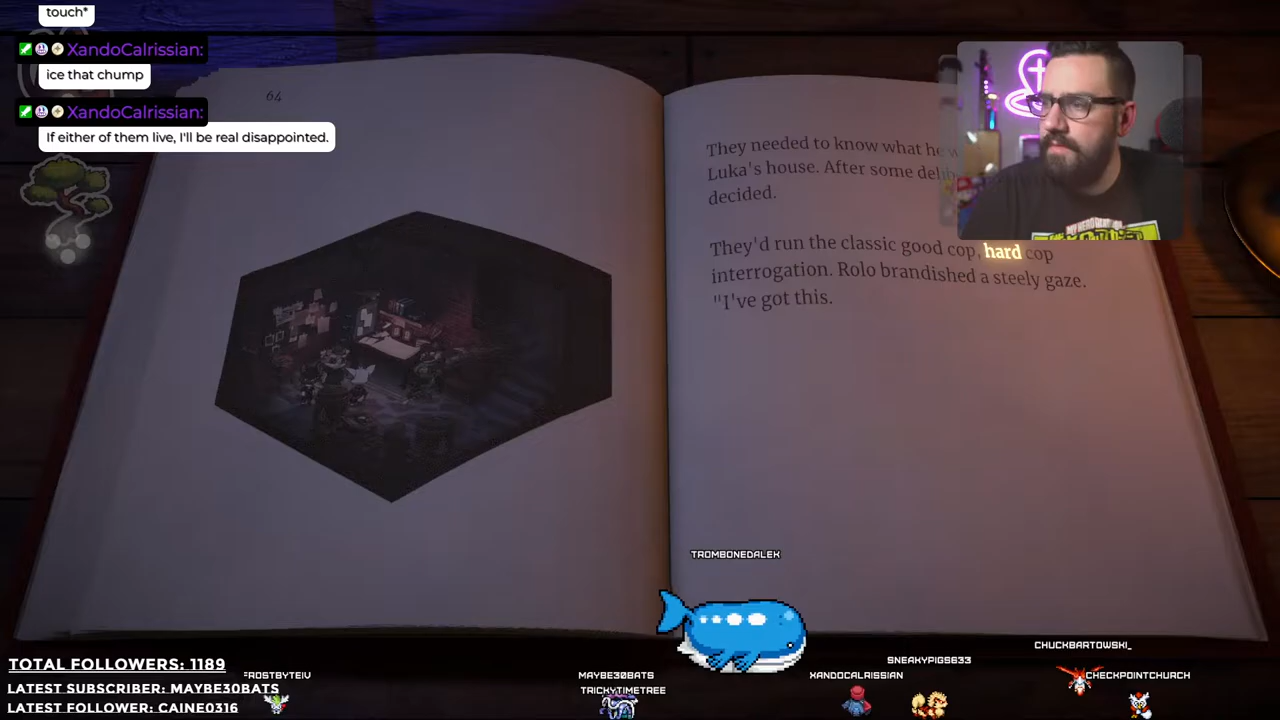 touch*
XandoCalrissian:
ice that chump
XandoCalrissian:
If either of them live, I'll be real disappointed.
64
They needed to know what he
Luka's house. After some
decided.
They'd run the classic good cop, hard cop
interrogation. Rolo brandished a steely gaze.
"I've got this.
TROMBONEDALEK
TOTAL FOLLOWERS: 1189
LATEST SUBSCRIBER: MAYBE30BATS
LATEST FOLLOWER: CAINE0316
FROSTBYTEIV
MAYBE30BATS
TRICKYTIMETREE
XANDOCALRISSIAN
SNEAKYPIGS633
CHUCKBARTOWSKI_
CHECKPOINTCHURCH